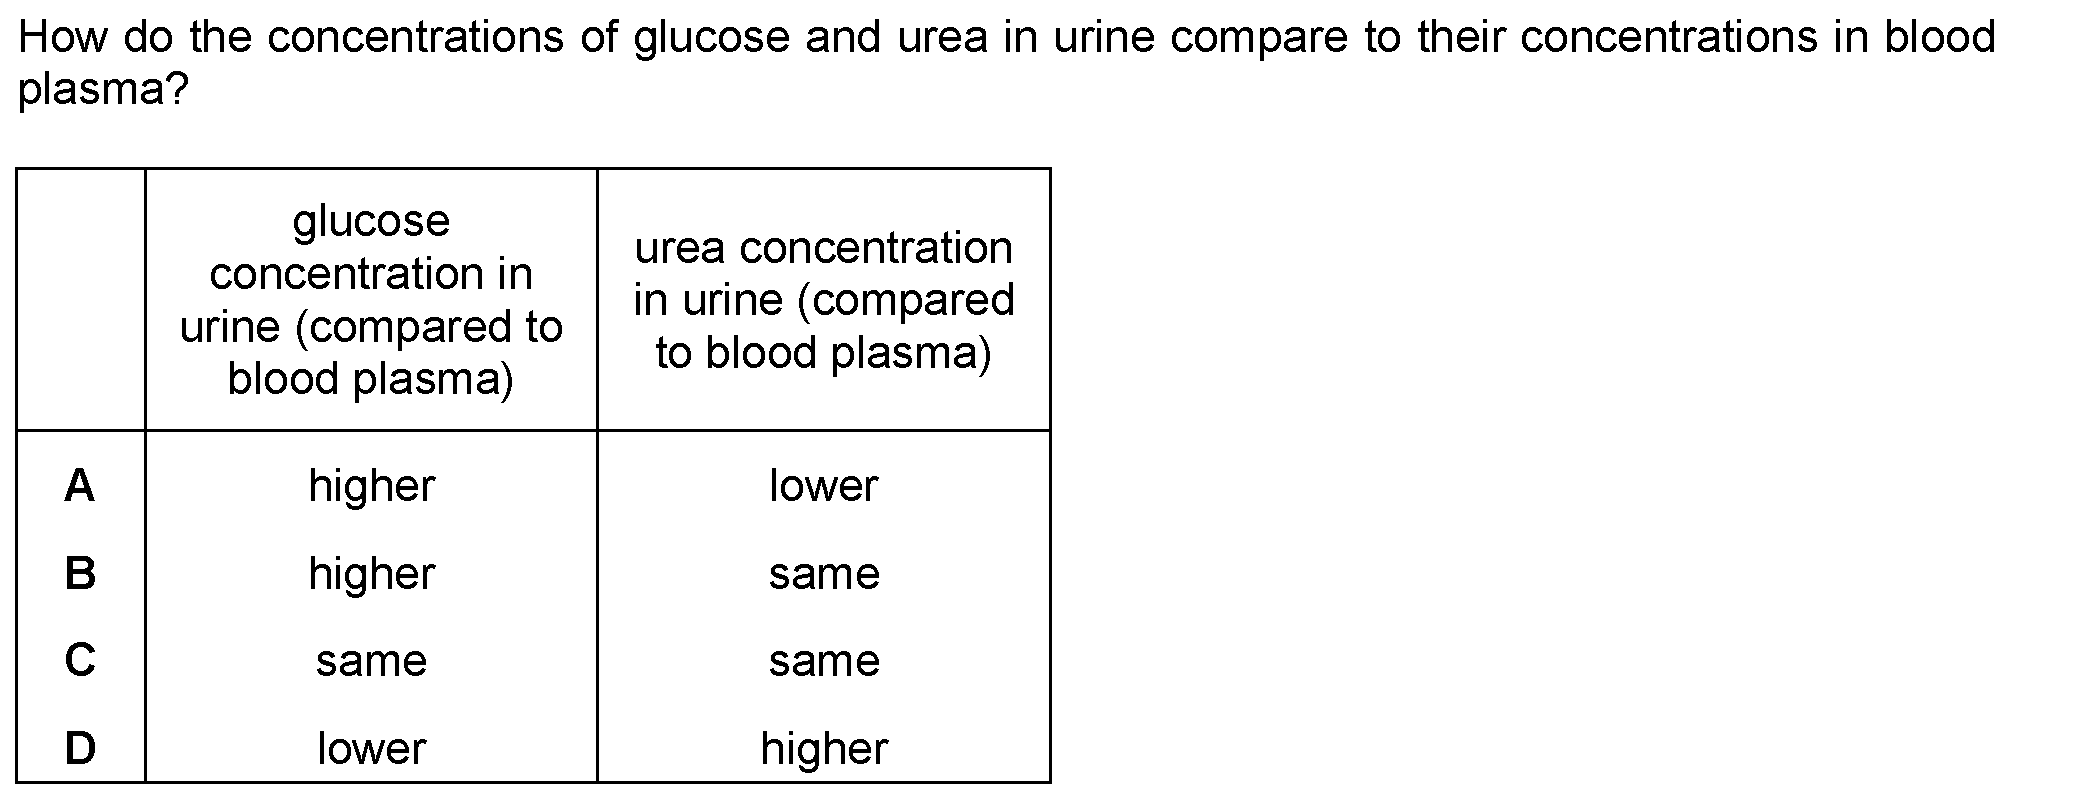 How do the concentrations of glucose and urea in urine compare to their concentrations in blood
plasma?
glucose
concentration in
urine (compared to
blood plasma)
urea concentration
in urine (compared
to blood plasma)
A higher lower
B higher same
C same same
D lower higher